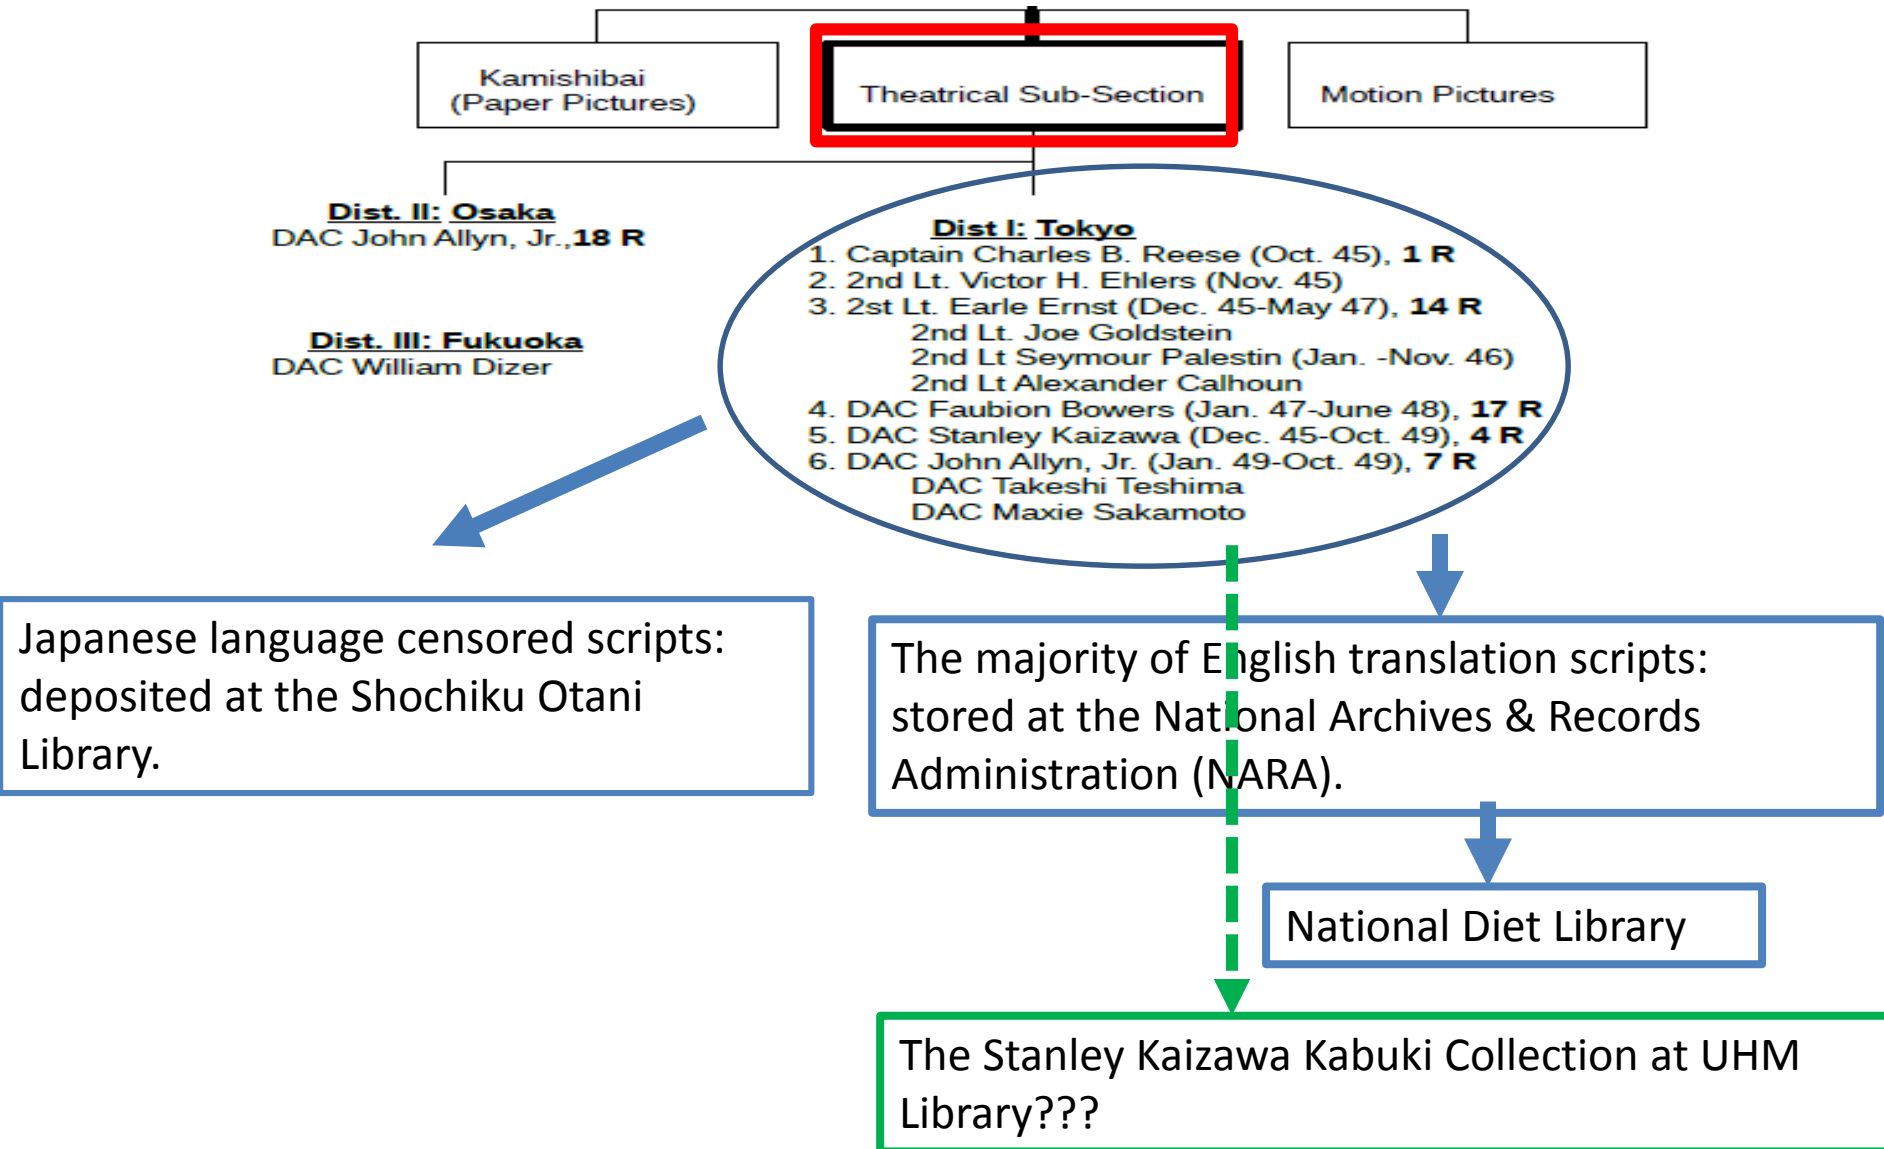 Kamishibai
(Paper Pictures)
Theatrical Sub-Section
Motion Pictures
Dist. II: Osaka
DAC John Allyn, Jr.,18 R
Dist. III: Fukuoka
DAC William Dizer
Dist I: Tokyo
1. Captain Charles B. Reese (Oct. 45), 1 R
2. 2nd Lt. Victor H. Ehlers (Nov. 45)
3. 2st Lt. Earle Ernst (Dec. 45-May 47), 14 R
2nd Lt. Joe Goldstein
2nd Lt Seymour Palestin (Jan. -Nov. 46)
2nd Lt Alexander Calhoun
4. DAC Faubion Bowers (Jan. 47-June 48), 17 R
5. DAC Stanley Kaizawa (Dec. 45-Oct. 49), 4 R
6. DAC John Allyn, Jr. (Jan. 49-Oct. 49), 7 R
DAC Takeshi Teshima
DAC Maxie Sakamoto
Japanese language censored scripts:
deposited at the Shochiku Otani
Library.
The majority of English translation scripts:
stored at the National Archives & Records
Administration (NARA).
National Diet Library
The Stanley Kaizawa Kabuki Collection at UHM
Library???